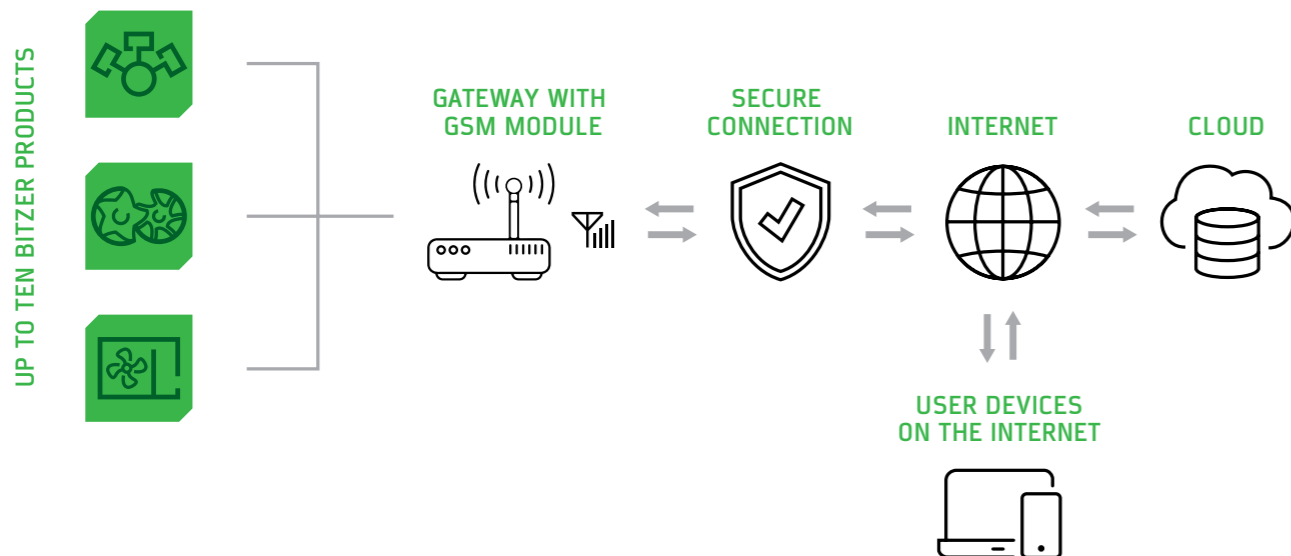 UP TO TEN BITZER PRODUCTS
GATEWAY WITH
GSM MODULE
SECURE
CONNECTION
INTERNET
CLOUD
USER DEVICES
ON THE INTERNET